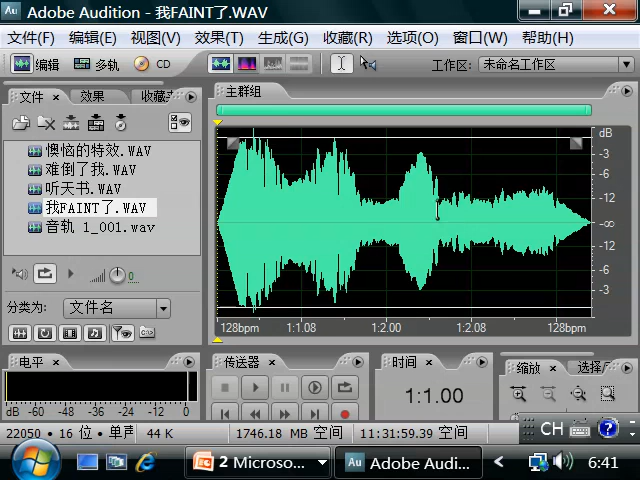 Au Adobe Audition - 我FAINT了.WAV
文件(F) 编辑(E) 视图(V) 效果(T) 生成(G) 收藏(R) 选项(O) 窗口(W) 帮助(H)
编辑 多轨 CD 工作区: 未命名工作区
文件 × 效果 收藏
主群组
懊恼的特效.WAV
难倒了我.WAV
听天书.WAV
我FAINT了.WAV
音轨 1_001.wav
0
分类为: 文件名
dB
-3
-6
-12
-∞
-12
-6
-3
128bpm 1:1.08 1:2.00 1:2.08 128bpm
电平 ×
dB -60 -48 -36 -24 -12 0
传送器 ×
时间 ×
1:1.00
缩放 ×
CH
22050 • 16 位 • 单声 44 K 1746.18 MB 空间 11:31:59.39 空间
2 Microso... Au Adobe Audi... 6:41